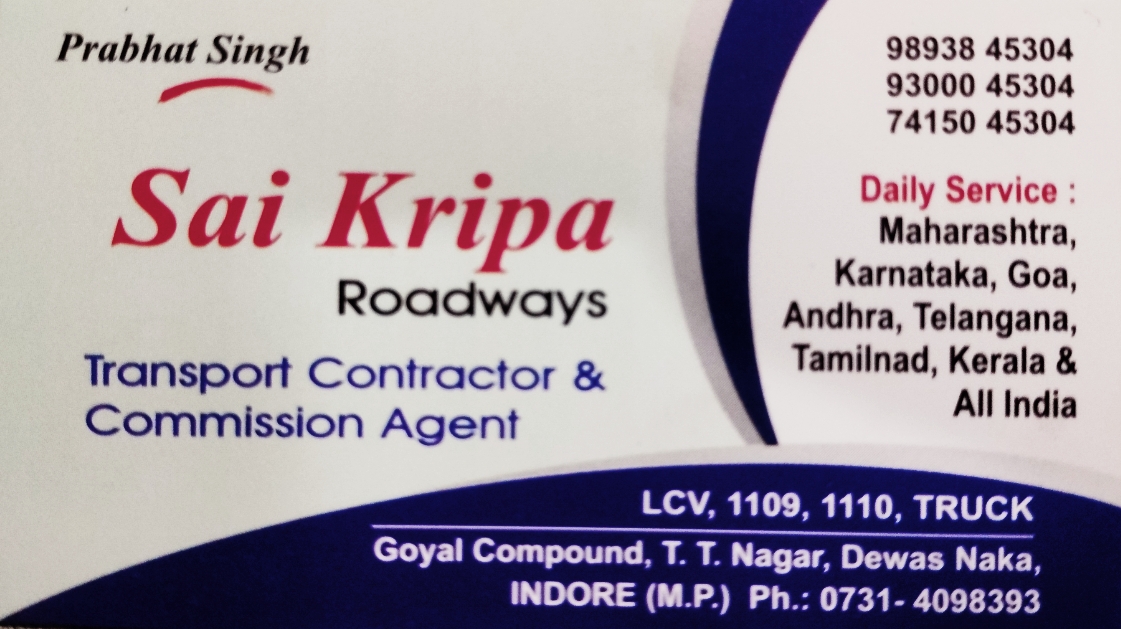 Prabhat Singh
Sai Kripa
Roadways
Transport Contractor &
Commission Agent
98938 45304
93000 45304
74150 45304
Daily Service :
Maharashtra,
Karnataka, Goa,
Andhra, Telangana,
Tamilnad, Kerala &
All India
LCV, 1109, 1110, TRUCK
Goyal Compound, T. T. Nagar, Dewas Naka,
INDORE (M.P.) Ph.: 0731- 4098393